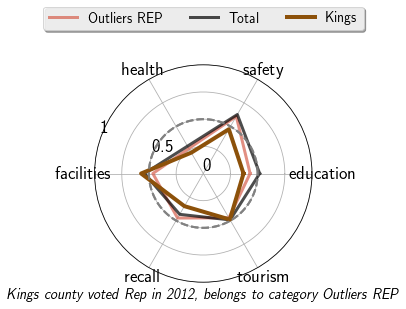 Outliers REP Total Kings
health safety
1
0.5
0
facilities education
recall tourism
Kings county voted Rep in 2012, belongs to category Outliers REP